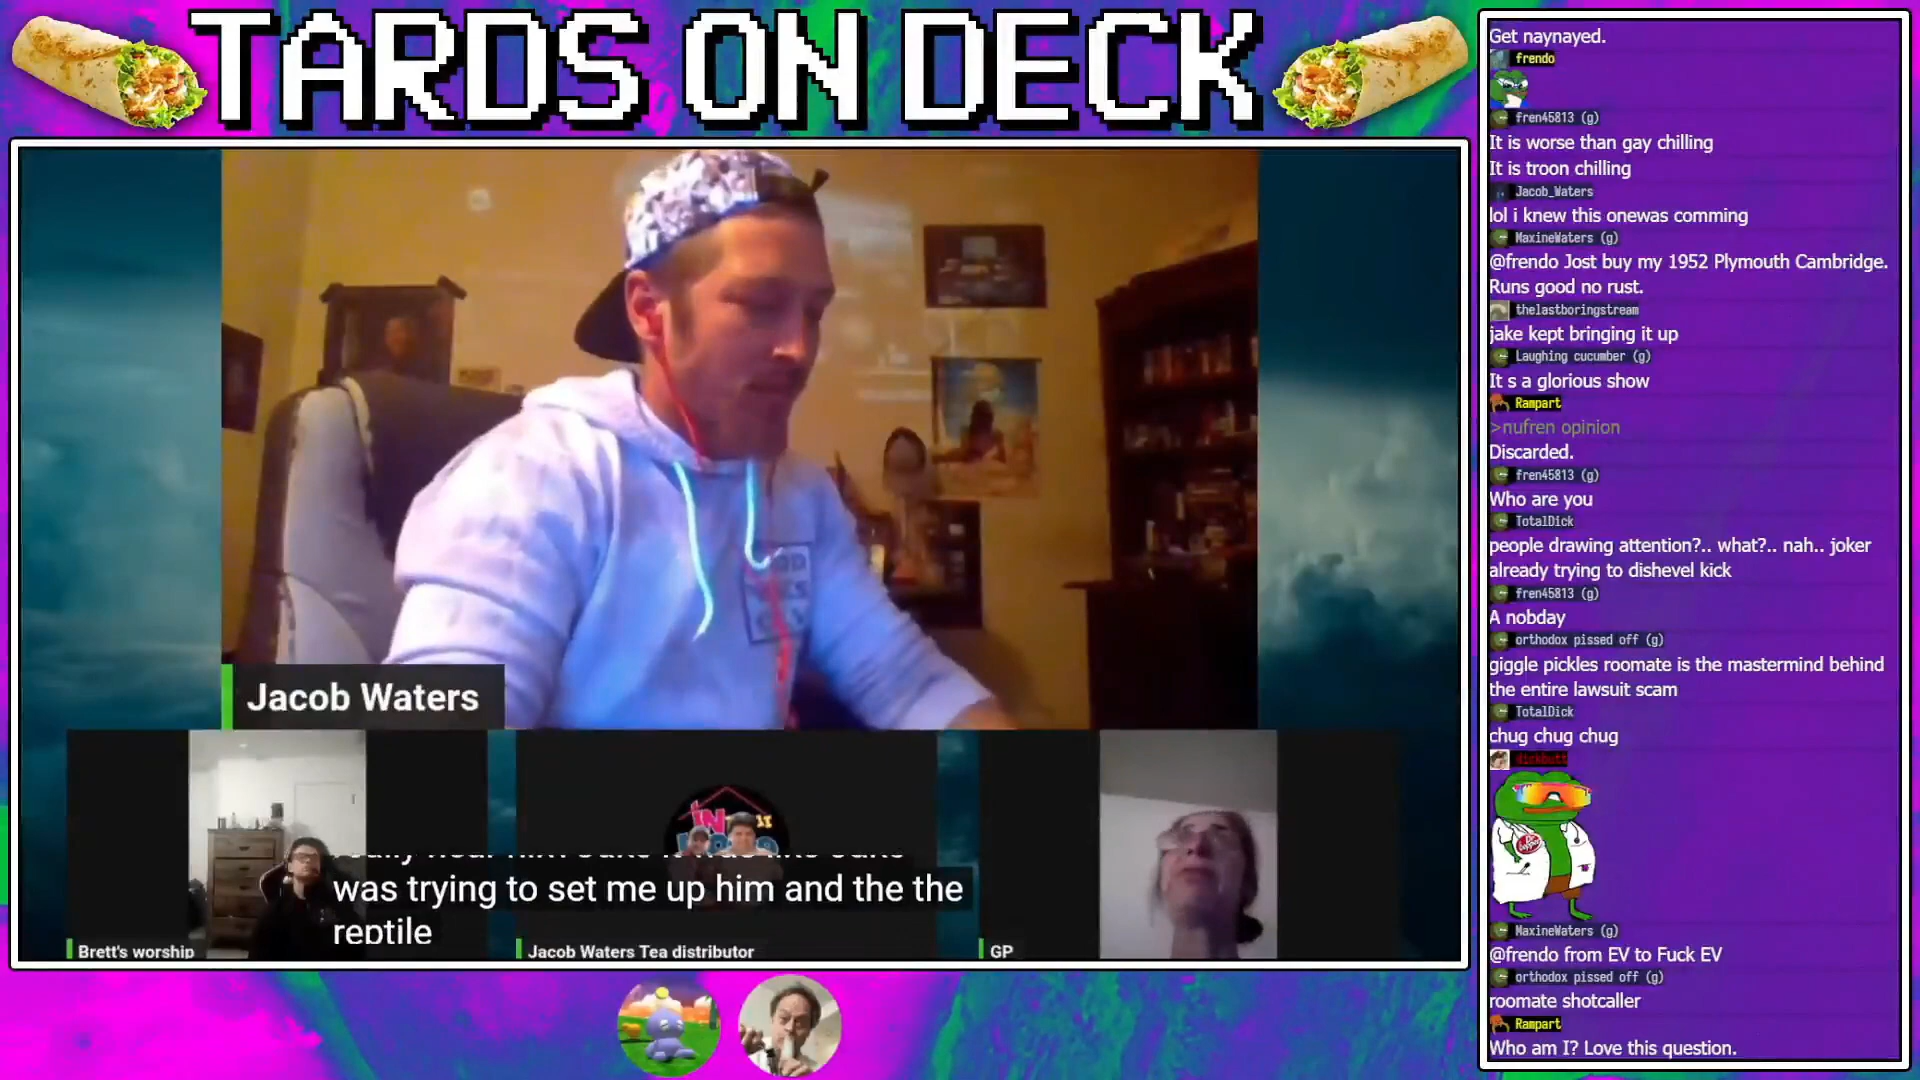 TARDS ON DECK
Jacob Waters
was trying to set me up him and the the
reptile
Brett's worship
Jacob Waters Tea distributor
GP
Get naynayed.
frendo
fren45813 (g)
It is worse than gay chilling
It is troon chilling
Jacob_Waters
lol i knew this onewas comming
MaxineWaters (g)
@frendo Jost buy my 1952 Plymouth Cambridge.
Runs good no rust.
thelastboringstream
jake kept bringing it up
Laughing cucumber (g)
It s a glorious show
Rampart
>nufren opinion
Discarded.
fren45813 (g)
Who are you
TotalDick
people drawing attention?.. what?.. nah.. joker
already trying to dishevel kick
fren45813 (g)
A nobday
orthodox pissed off (g)
giggle pickles roomate is the mastermind behind
the entire lawsuit scam
TotalDick
chug chug chug
dickbutt
MaxineWaters (g)
@frendo from EV to Fuck EV
orthodox pissed off (g)
roomate shotcaller
Rampart
Who am I? Love this question.